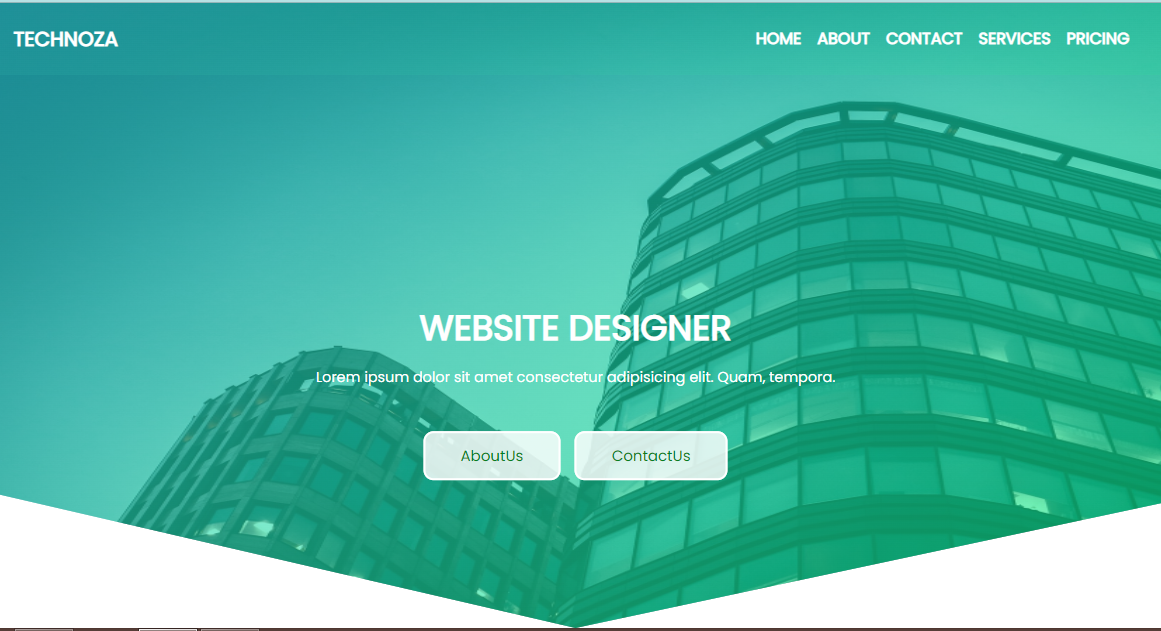 TECHNOZA
HOME ABOUT CONTACT SERVICES PRICING
WEBSITE DESIGNER
Lorem ipsum dolor sit amet consectetur adipisicing elit. Quam, tempora.
AboutUs ContactUs